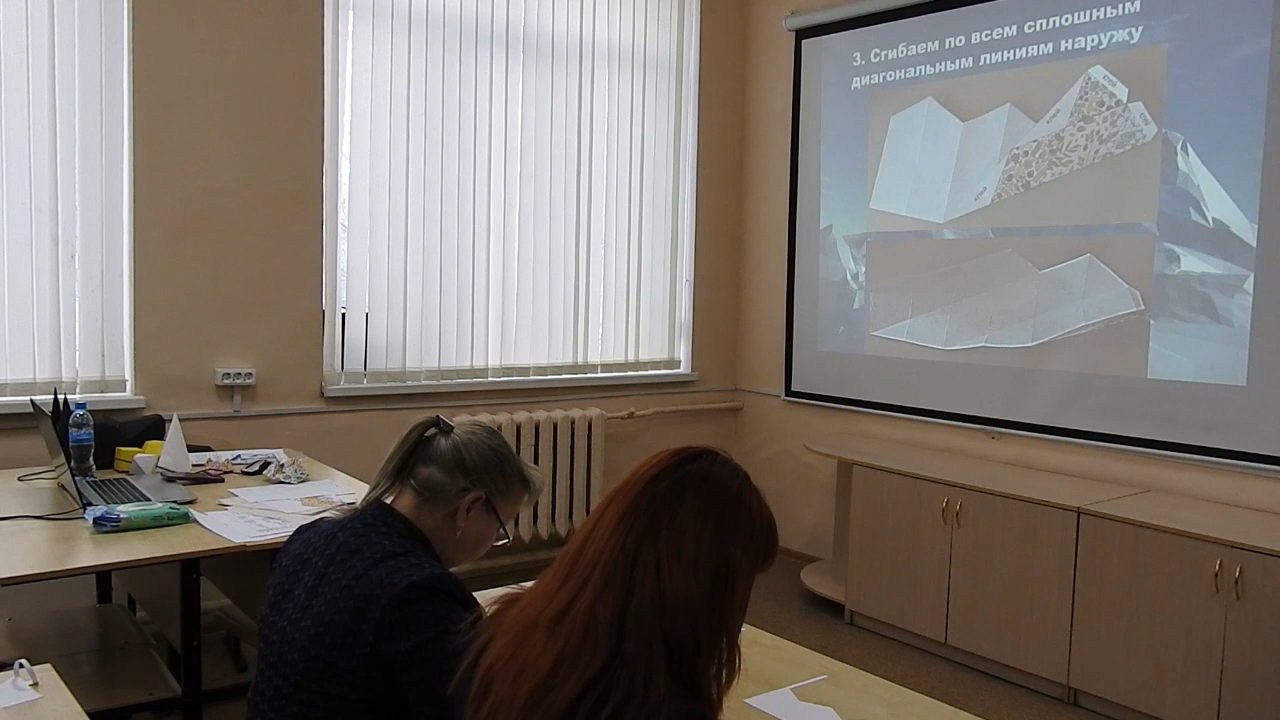 3. Сгибаем по всем сплошным
диагональным линиям наружу